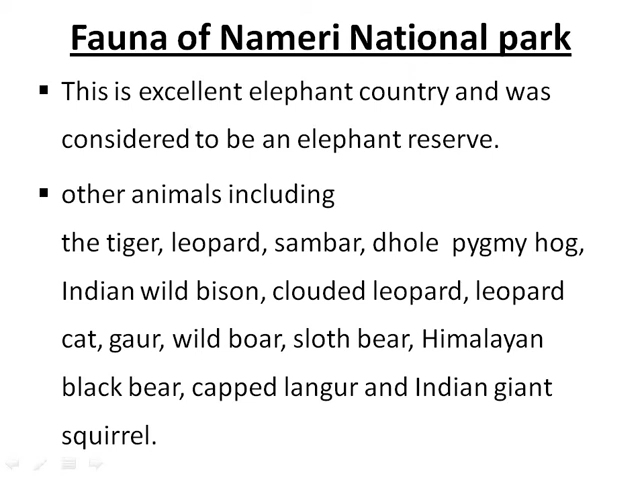 Fauna of Nameri National park
▪ This is excellent elephant country and was
considered to be an elephant reserve.
▪ other animals including
the tiger, leopard, sambar, dhole  pygmy hog,
Indian wild bison, clouded leopard, leopard
cat, gaur, wild boar, sloth bear, Himalayan
black bear, capped langur and Indian giant
squirrel.